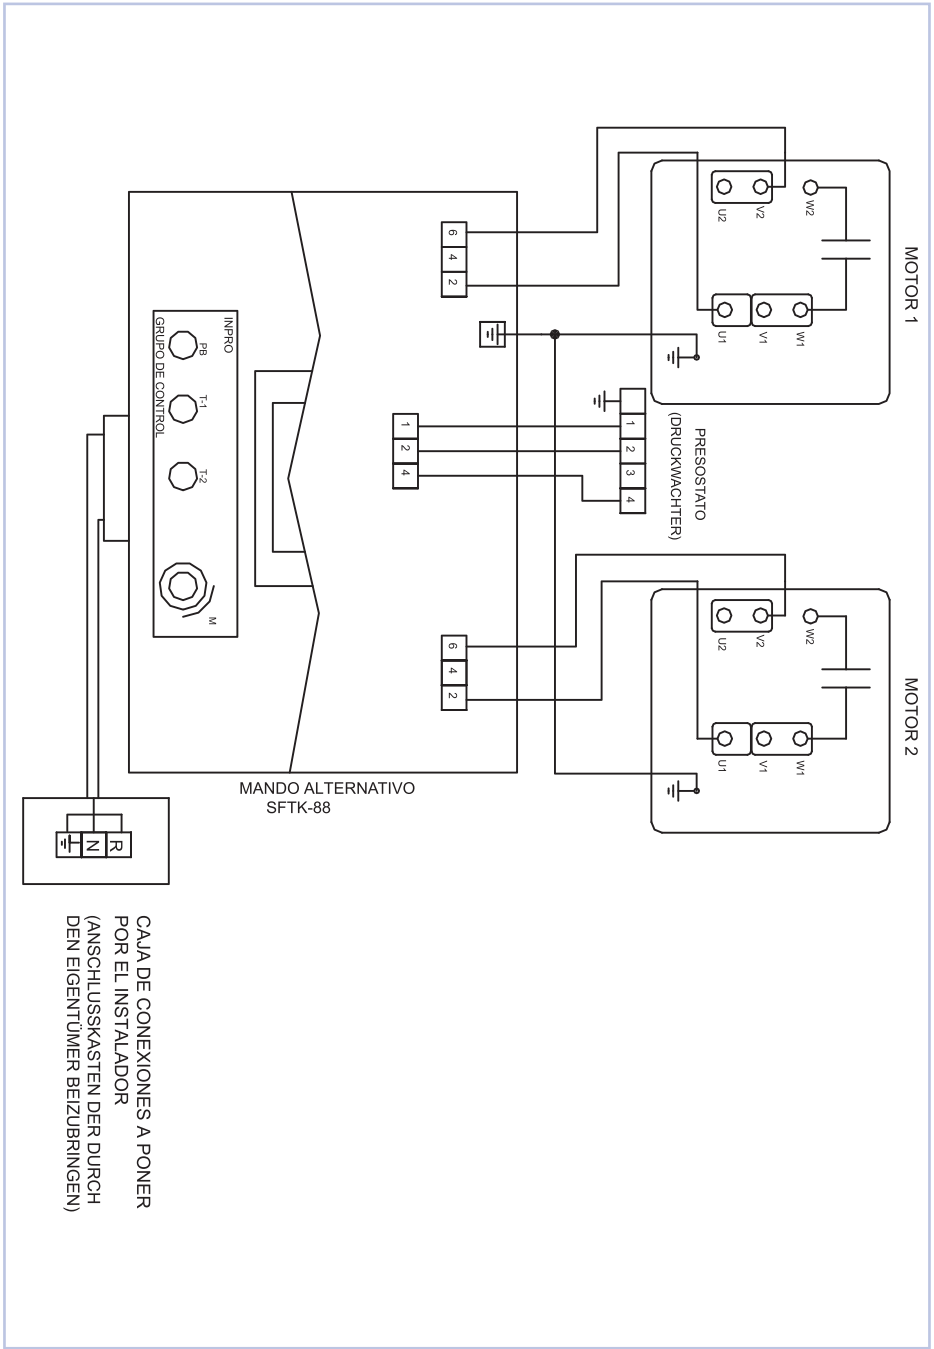 MOTOR 1
W2
V2
U2
W1
V1
U1
6
4
2
PRESOSTATO
(DRUCKWACHTER)
1
2
3
4
1
2
4
INPRO
GRUPO DE CONTROL
PB
T-1
T-2
M
MOTOR 2
W2
V2
U2
W1
V1
U1
6
4
2
MANDO ALTERNATIVO
SFTK-88
R
N
CAJA DE CONEXIONES A PONER
POR EL INSTALADOR
(ANSCHLUSSKASTEN DER DURCH
DEN EIGENTÜMER BEIZUBRINGEN)